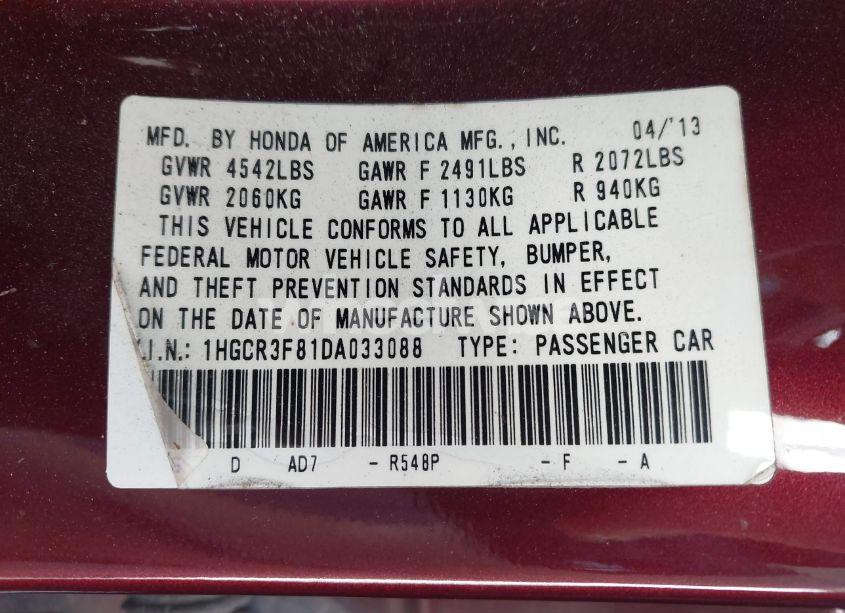 MFD. BY HONDA OF AMERICA MFG., INC. 04/'13
GVWR 4542LBS GAWR F 2491LBS R 2072LBS
GVWR 2060KG GAWR F 1130KG R 940KG
THIS VEHICLE CONFORMS TO ALL APPLICABLE
FEDERAL MOTOR VEHICLE SAFETY, BUMPER,
AND THEFT PREVENTION STANDARDS IN EFFECT
ON THE DATE OF MANUFACTURE SHOWN ABOVE.
.I.N.: 1HGCR3F81DA033088 TYPE: PASSENGER CAR
D AD7 - R548P - F - A